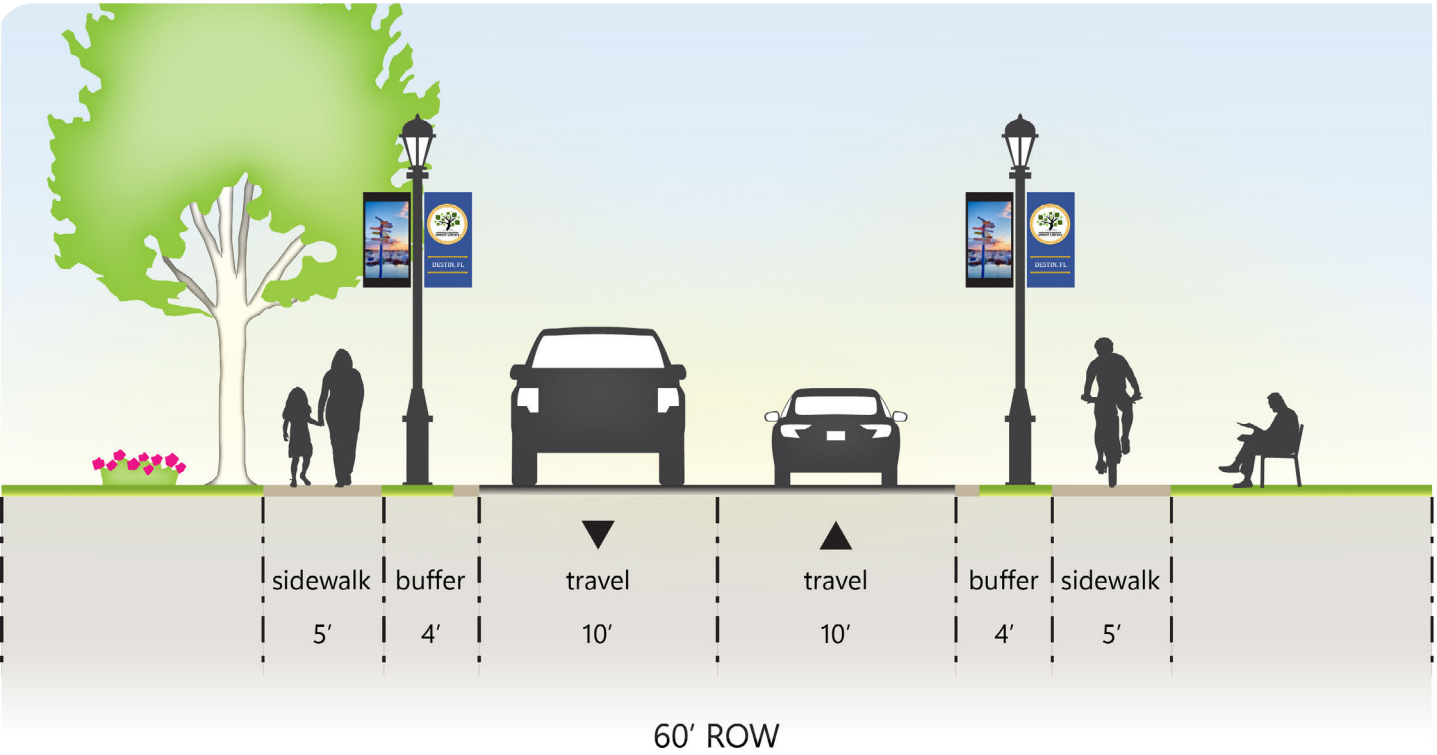 DESTIN, FL
DESTIN, FL
sidewalk
5′
buffer
4′
travel
10′
travel
10′
buffer
4′
sidewalk
5′
60′ ROW